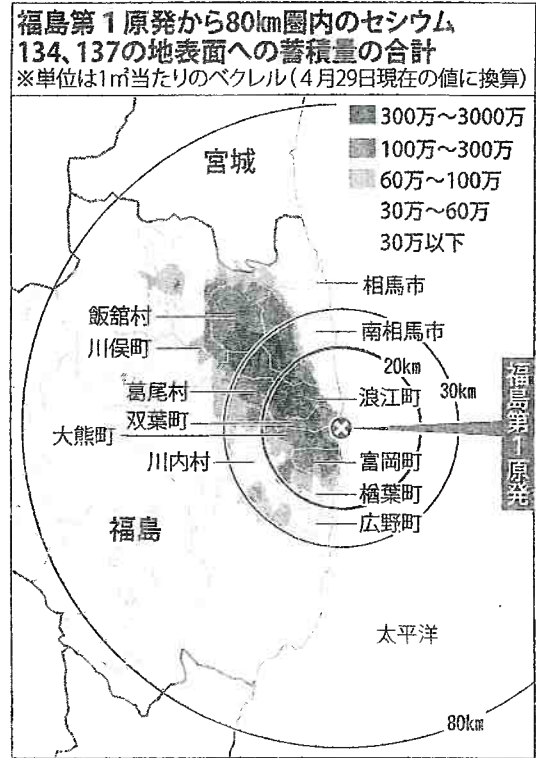 福島第1原発から80㎞圏内のセシウム
134、137の地表面への蓄積量の合計
※単位は1㎡当たりのベクレル(4月29日現在の値に換算)
300万～3000万
100万～300万
60万～100万
30万～60万
30万以下
宮城
相馬市
飯舘村
南相馬市
川俣町
20㎞
30㎞
葛尾村
浪江町
双葉町
大熊町
福島第1原発
川内村
富岡町
楢葉町
福島
広野町
太平洋
80㎞